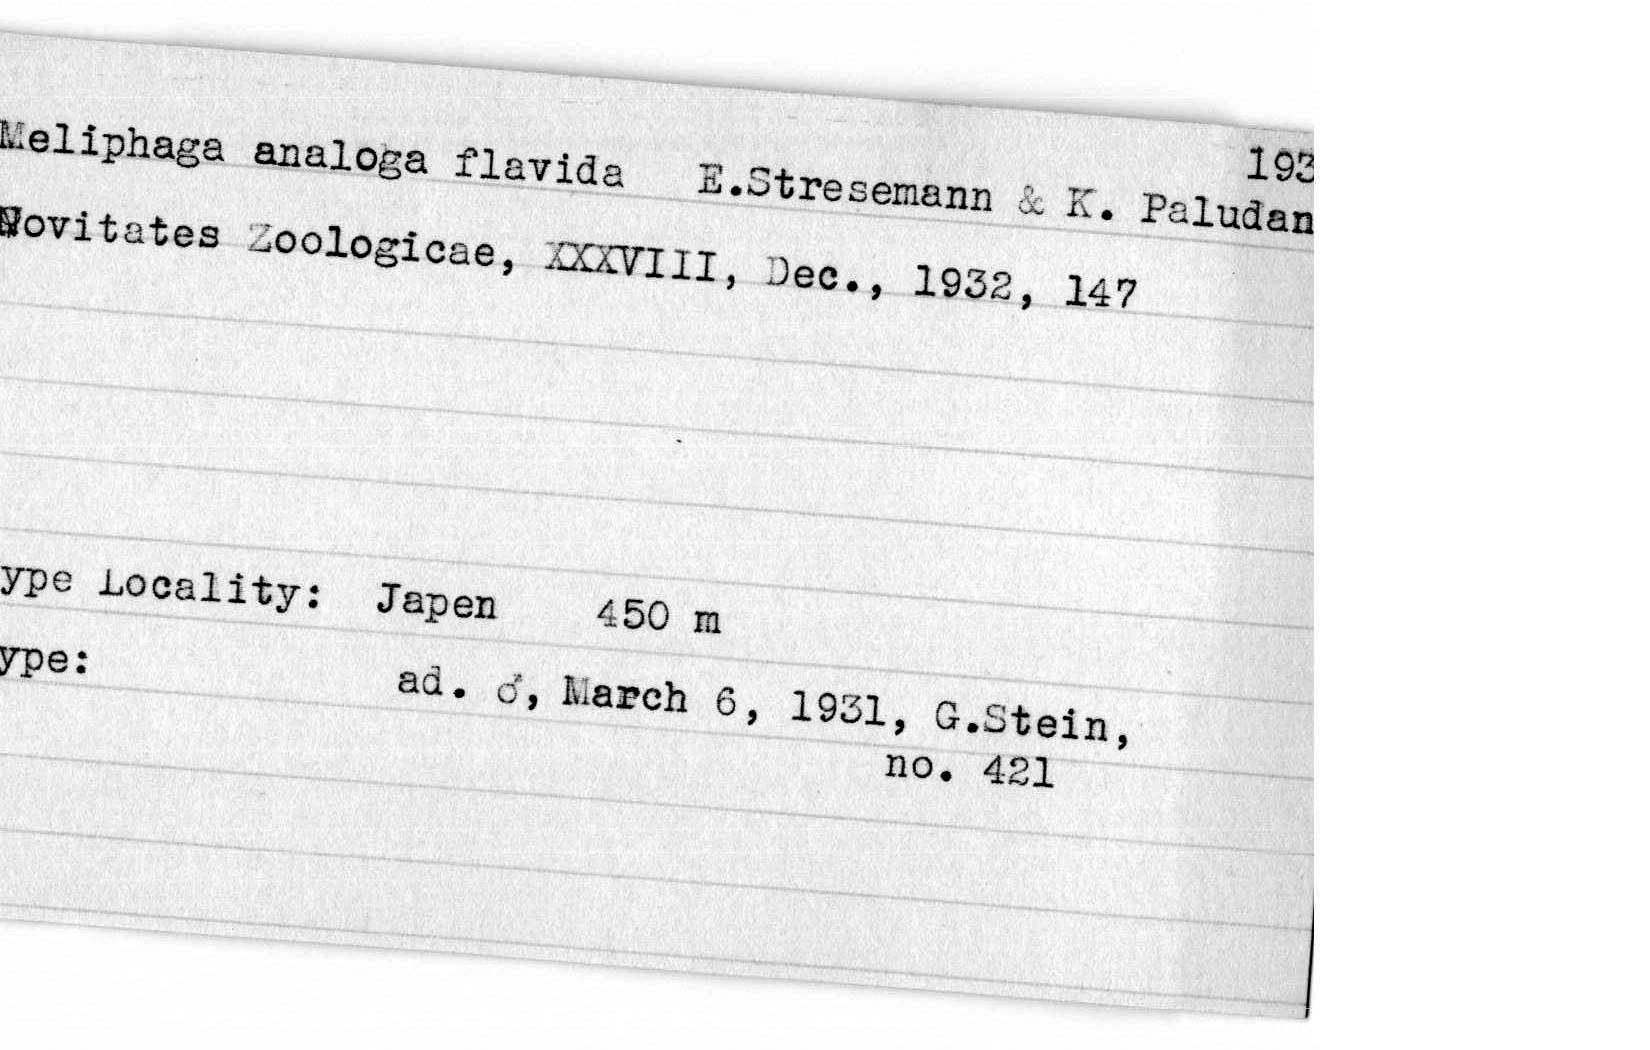 193
Meliphaga analoga flavida E.Stresemann & K. Paludan
Novitates Zoologicae, XXXVIII, Dec., 1932, 147
ype Locality: Japen 450 m
ype:
ad. ♂, March 6, 1931, G.Stein,
no. 421